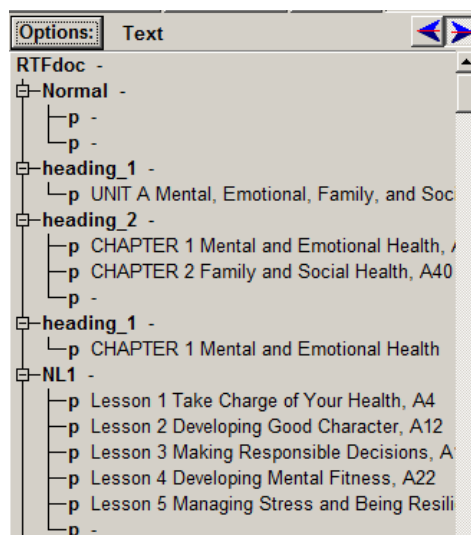 Options: Text
RTFdoc -
Normal -
p -
p -
heading_1 -
p UNIT A Mental, Emotional, Family, and Soc
heading_2 -
p CHAPTER 1 Mental and Emotional Health,
p CHAPTER 2 Family and Social Health, A40
p -
heading_1 -
p CHAPTER 1 Mental and Emotional Health
NL1 -
p Lesson 1 Take Charge of Your Health, A4
p Lesson 2 Developing Good Character, A12
p Lesson 3 Making Responsible Decisions,
p Lesson 4 Developing Mental Fitness, A22
p Lesson 5 Managing Stress and Being Resili
p -